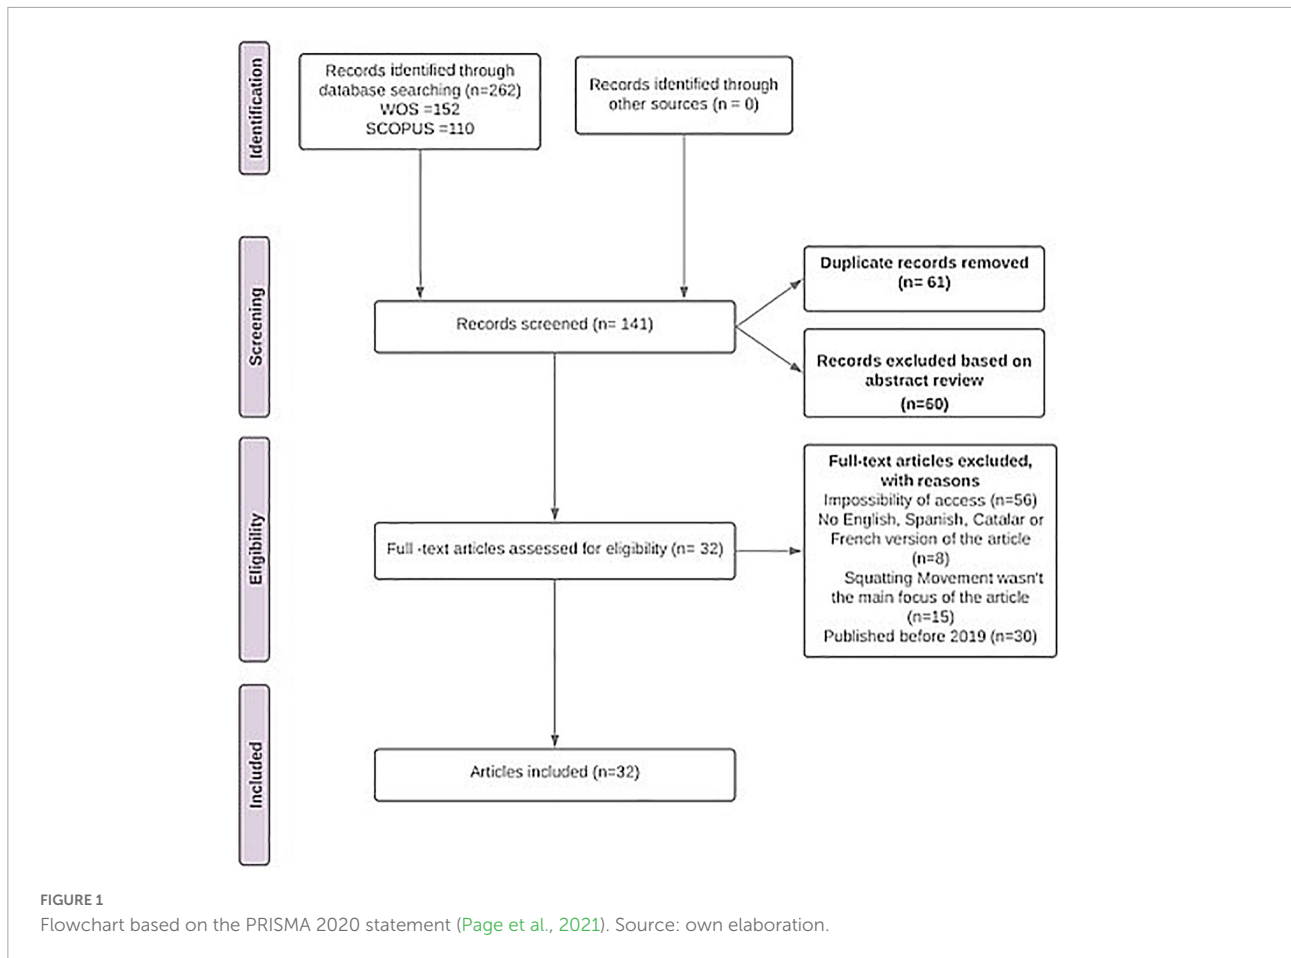 Identification
Records identified through
database searching (n=262)
WOS =152
SCOPUS =110
Records identified through
other sources (n = 0)
Screening
Records screened (n= 141)
Duplicate records removed
(n= 61)
Records excluded based on
abstract review
(n=60)
Eligibility
Full -text articles assessed for eligibility (n= 32)
Full-text articles excluded,
with reasons
Impossibility of access (n=56)
No English, Spanish, Catalar or
French version of the article
(n=8)
Squatting Movement wasn't
the main focus of the article
(n=15)
Published before 2019 (n=30)
Included
Articles included (n=32)
FIGURE 1
Flowchart based on the PRISMA 2020 statement (Page et al., 2021). Source: own elaboration.